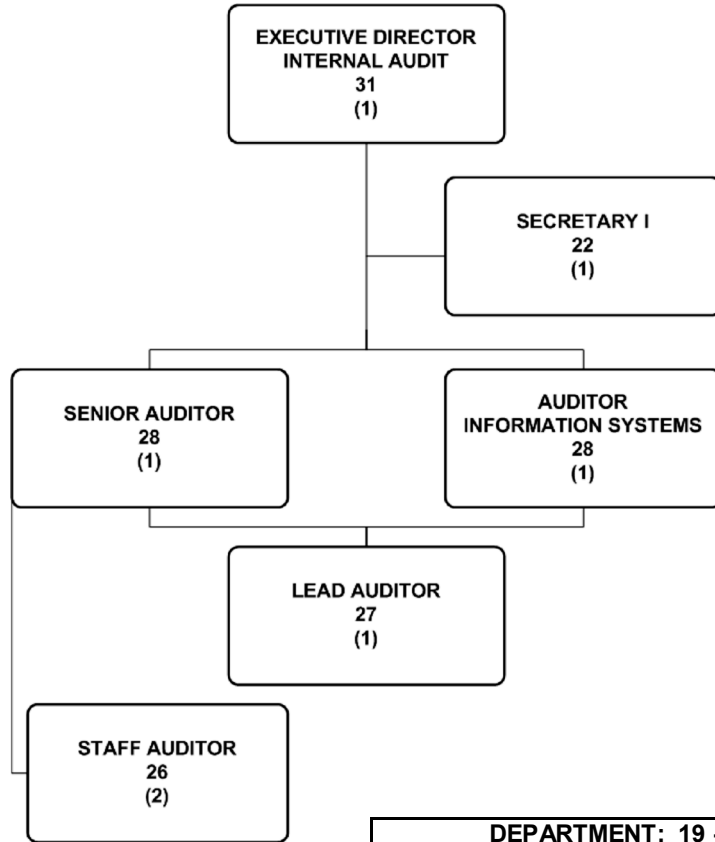 EXECUTIVE DIRECTOR
INTERNAL AUDIT
31
(1)
SECRETARY I
22
(1)
SENIOR AUDITOR
28
(1)
AUDITOR
INFORMATION SYSTEMS
28
(1)
LEAD AUDITOR
27
(1)
STAFF AUDITOR
26
(2)
DEPARTMENT: 19 -